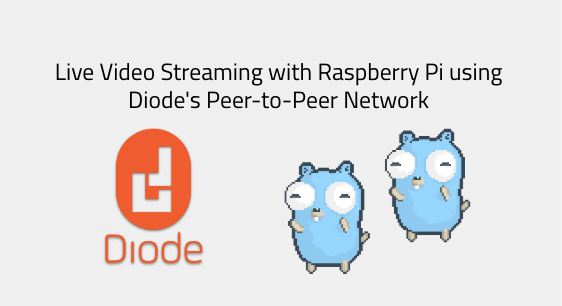 Live Video Streaming with Raspberry Pi using
Diode's Peer-to-Peer Network
Diode